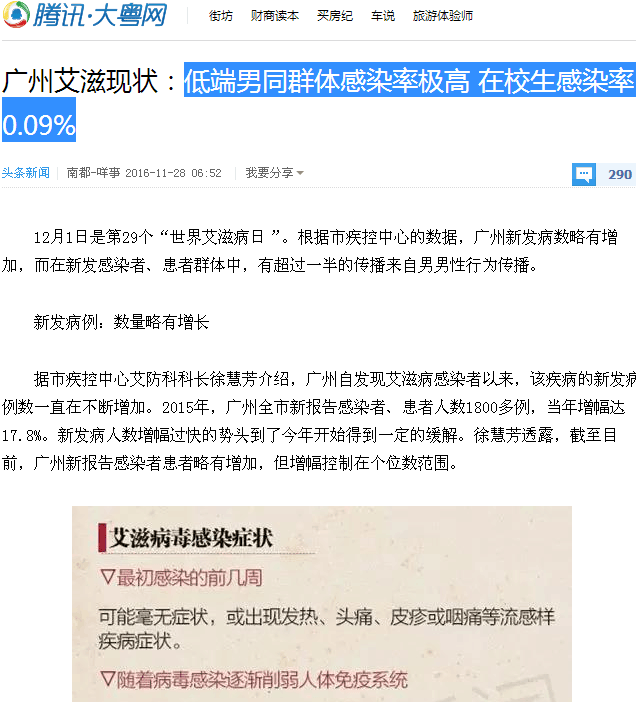 腾讯·大粤网
街坊 财商读本 买房纪 车说 旅游体验师
广州艾滋现状：低端男同群体感染率极高 在校生感染率
0.09%
头条新闻 南都-咩事 2016-11-28 06:52 我要分享 290
12月1日是第29个“世界艾滋病日 ”。根据市疾控中心的数据，广州新发病数略有增
加，而在新发感染者、患者群体中，有超过一半的传播来自男男性行为传播。
新发病例：数量略有增长
据市疾控中心艾防科科长徐慧芳介绍，广州自发现艾滋病感染者以来，该疾病的新发病
例数一直在不断增加。2015年，广州全市新报告感染者、患者人数1800多例，当年增幅达
17.8%。新发病人数增幅过快的势头到了今年开始得到一定的缓解。徐慧芳透露，截至目
前，广州新报告感染者患者略有增加，但增幅控制在个位数范围。
艾滋病毒感染症状
▽最初感染的前几周
可能毫无症状，或出现发热、头痛、皮疹或咽痛等流感样
疾病症状。
▽随着病毒感染逐渐削弱人体免疫系统